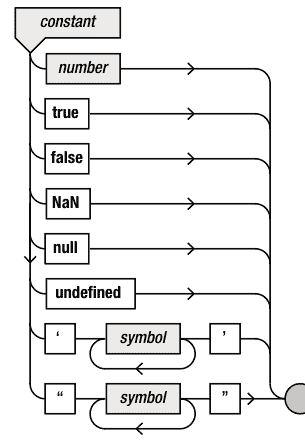 constant
number
true
false
NaN
null
undefined
‘ symbol ’
“ symbol ”